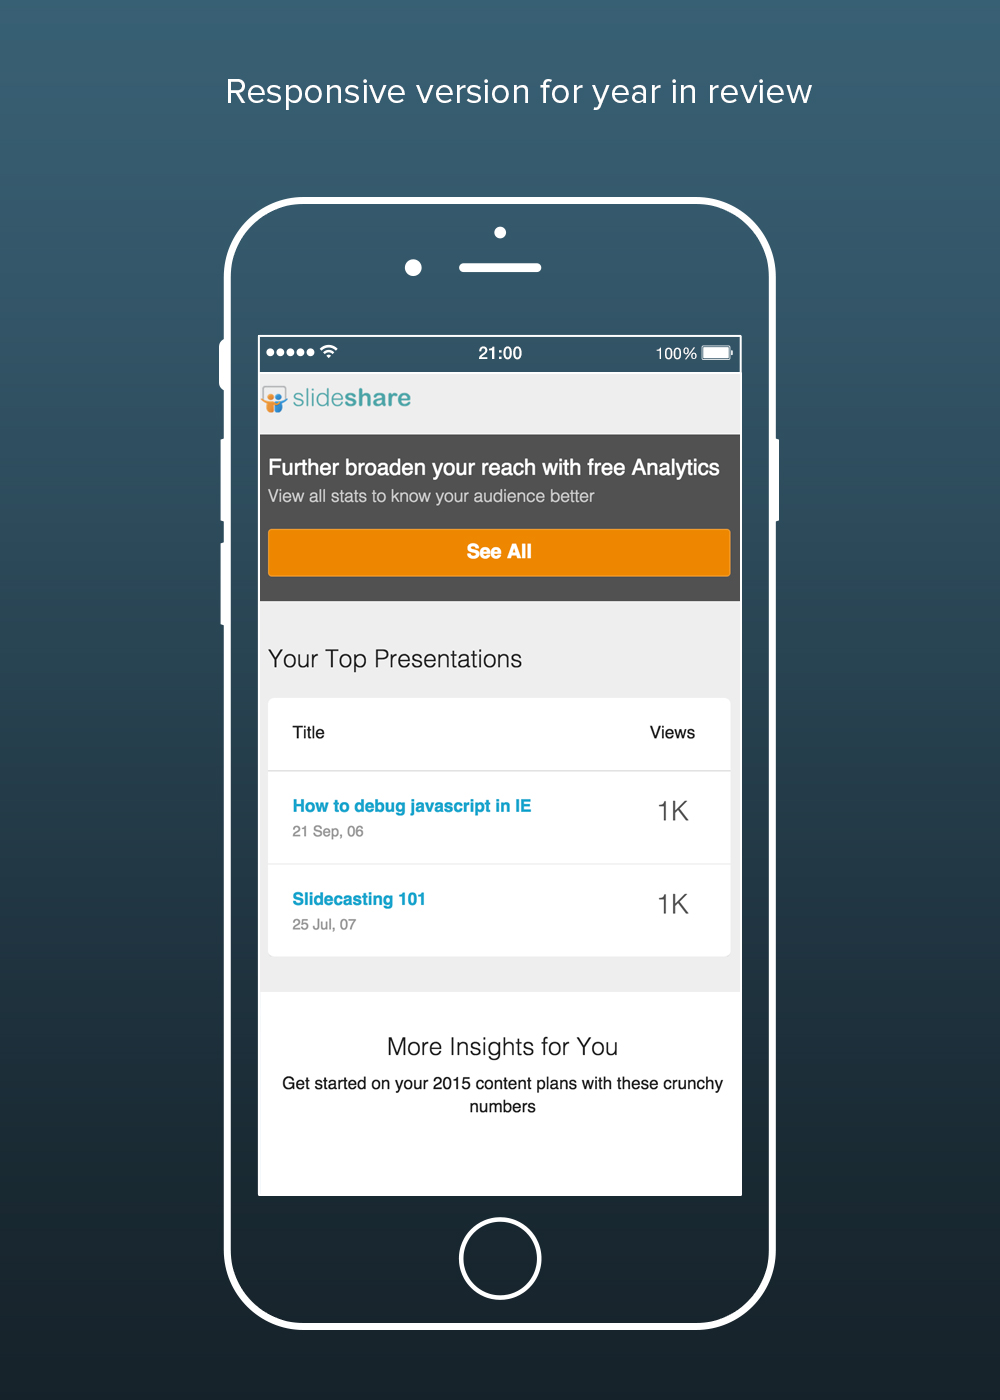 Responsive version for year in review
21:00
100%
slideshare
Further broaden your reach with free Analytics
View all stats to know your audience better
See All
Your Top Presentations
Title Views
How to debug javascript in IE 1K
21 Sep, 06
Slidecasting 101 1K
25 Jul, 07
More Insights for You
Get started on your 2015 content plans with these crunchy
numbers